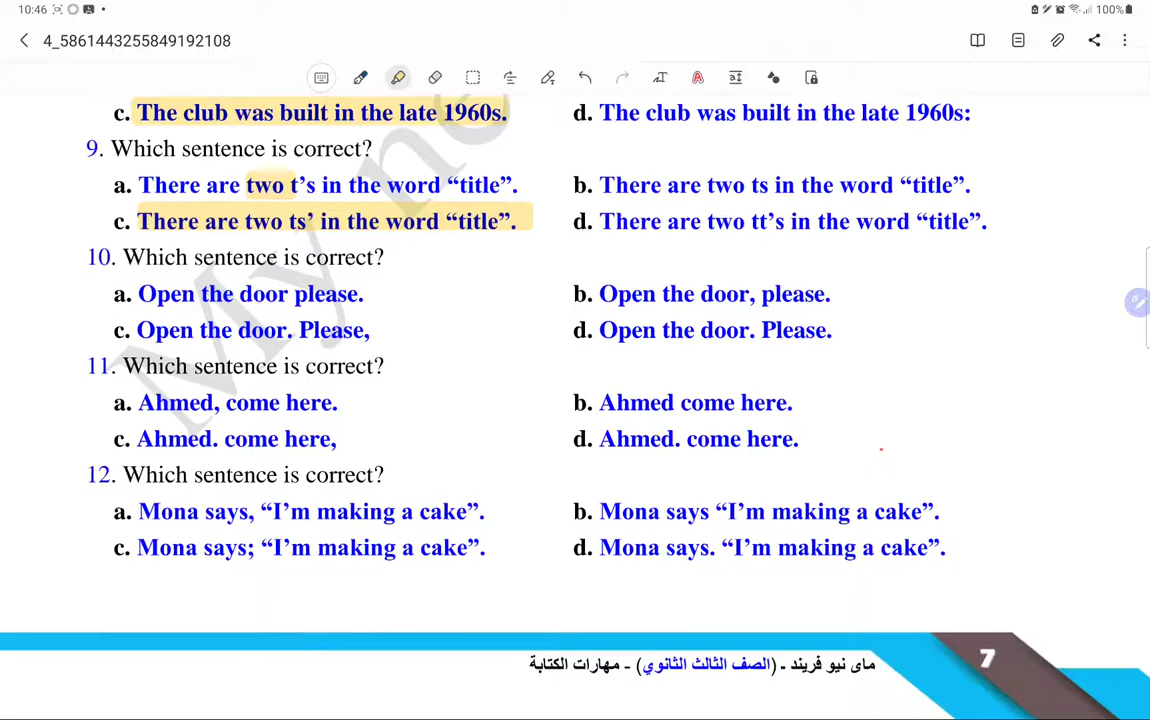 10:46 100%
4_5861443255849192108
c. The club was built in the late 1960s. d. The club was built in the late 1960s:
9. Which sentence is correct?
a. There are two t’s in the word “title”. b. There are two ts in the word “title”.
c. There are two ts’ in the word “title”. d. There are two tt’s in the word “title”.
10. Which sentence is correct?
a. Open the door please. b. Open the door, please.
c. Open the door. Please, d. Open the door. Please.
11. Which sentence is correct?
a. Ahmed, come here. b. Ahmed come here.
c. Ahmed. come here, d. Ahmed. come here.
12. Which sentence is correct?
a. Mona says, “I’m making a cake”. b. Mona says “I’m making a cake”.
c. Mona says; “I’m making a cake”. d. Mona says. “I’m making a cake”.
ماى نيو فريند - (الصف الثالث الثانوي) - مهارات الكتابة
7
My ne